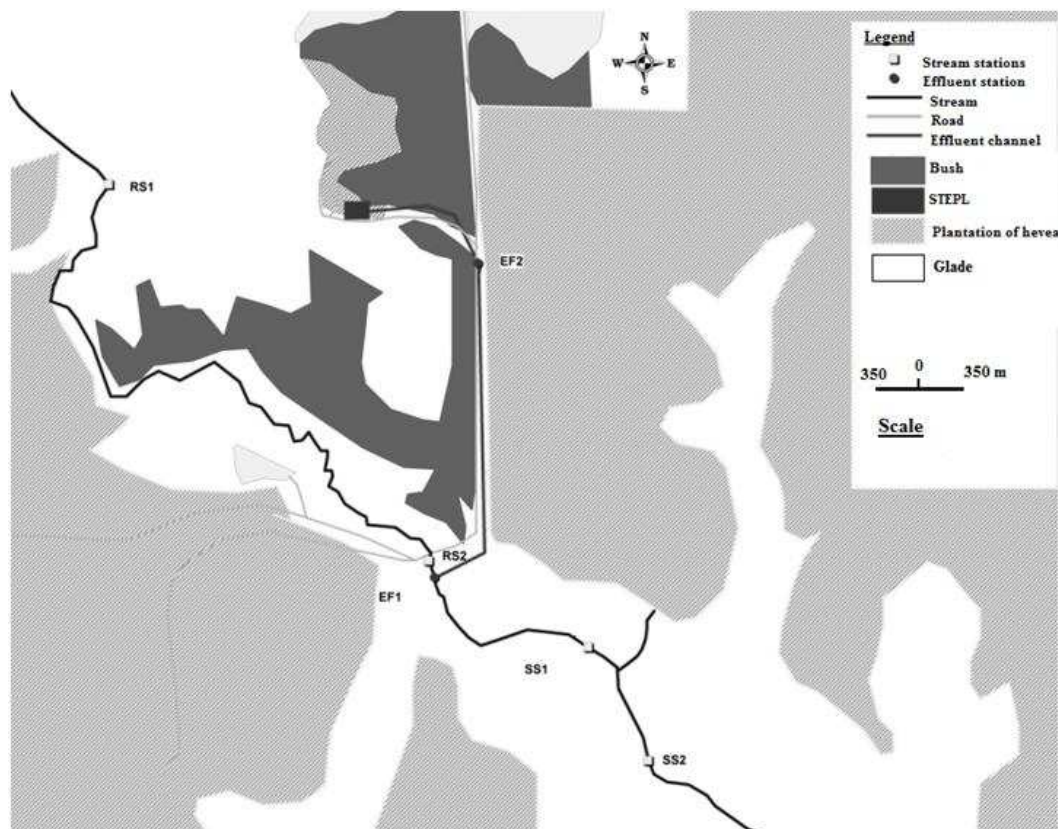 N
W E
S
Legend
Stream stations
Effluent station
Stream
Road
Effluent channel
Bush
STEPL
Plantation of hevea
Glade
350 0 350 m
Scale
RS1
EF2
RS2
EF1
SS1
SS2